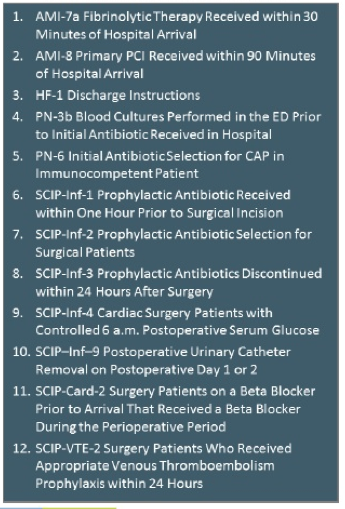 1. AMI-7a Fibrinolytic Therapy Received within 30
Minutes of Hospital Arrival
2. AMI-8 Primary PCI Received within 90 Minutes
of Hospital Arrival
3. HF-1 Discharge Instructions
4. PN-3b Blood Cultures Performed in the ED Prior
to Initial Antibiotic Received in Hospital
5. PN-6 Initial Antibiotic Selection for CAP in
Immunocompetent Patient
6. SCIP-Inf-1 Prophylactic Antibiotic Received
within One Hour Prior to Surgical Incision
7. SCIP-Inf-2 Prophylactic Antibiotic Selection for
Surgical Patients
8. SCIP-Inf-3 Prophylactic Antibiotics Discontinued
within 24 Hours After Surgery
9. SCIP-Inf-4 Cardiac Surgery Patients with
Controlled 6 a.m. Postoperative Serum Glucose
10. SCIP–Inf–9 Postoperative Urinary Catheter
Removal on Postoperative Day 1 or 2
11. SCIP-Card-2 Surgery Patients on a Beta Blocker
Prior to Arrival That Received a Beta Blocker
During the Perioperative Period
12. SCIP-VTE-2 Surgery Patients Who Received
Appropriate Venous Thromboembolism
Prophylaxis within 24 Hours